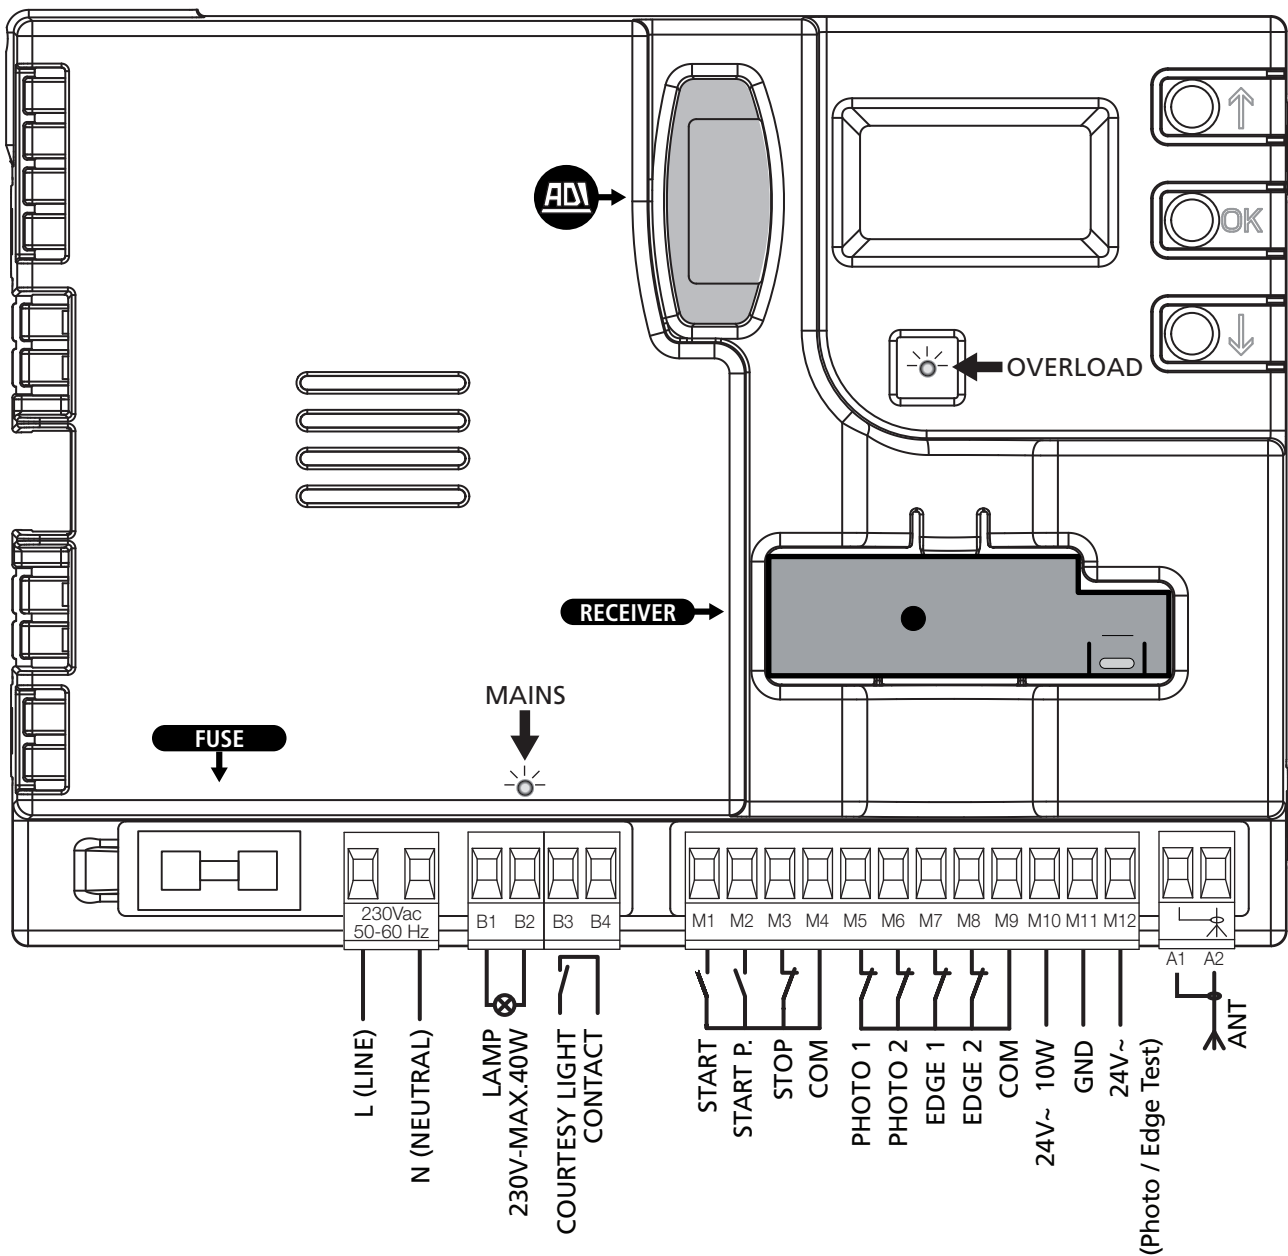 ADI
OK
OVERLOAD
RECEIVER
MAINS
FUSE
230Vac
50-60 Hz
B1 B2 B3 B4
M1 M2 M3 M4 M5 M6 M7 M8 M9 M10 M11 M12
A1 A2
L (LINE)
N (NEUTRAL)
LAMP
230V-MAX.40W
COURTESY LIGHT
CONTACT
START
START P.
STOP
COM
PHOTO 1
PHOTO 2
EDGE 1
EDGE 2
COM
24V~ 10W
GND
24V~
(Photo / Edge Test)
ANT